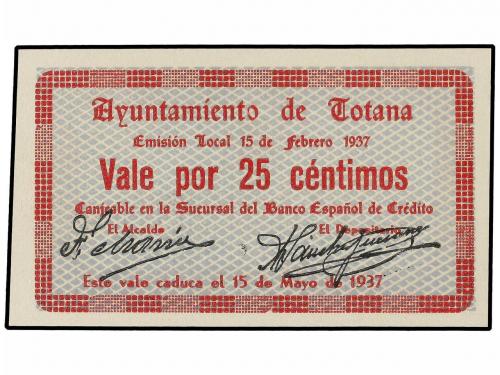 Ayuntamiento de Totana
Emisión Local 15 de Febrero 1937
Vale por 25 céntimos
Canjeable en la Sucursal del Banco Español de Crédito
El Alcalde El Depositario
Este vale caduca el 15 de Mayo de 1937